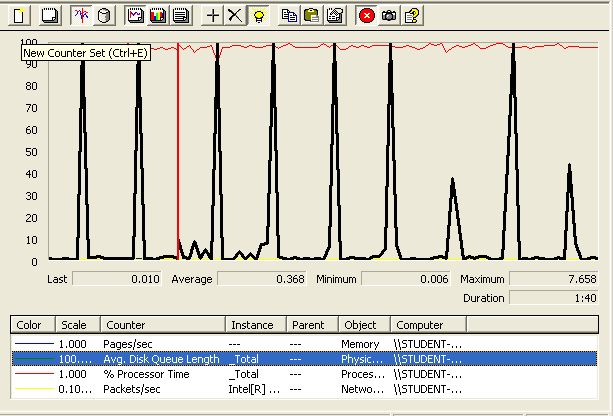 100
New Counter Set (Ctrl+E)
90
80
70
60
50
40
30
20
10
0
Last 0.010 Average 0.368 Minimum 0.006 Maximum 7.658
Duration 1:40
Color Scale Counter Instance Parent Object Computer
1.000 Pages/sec --- --- Memory \\STUDENT-...
100.... Avg. Disk Queue Length _Total --- Physic... \\STUDENT-...
1.000 % Processor Time _Total --- Proces... \\STUDENT-...
0.10... Packets/sec Intel[R] ... --- Netwo... \\STUDENT-...